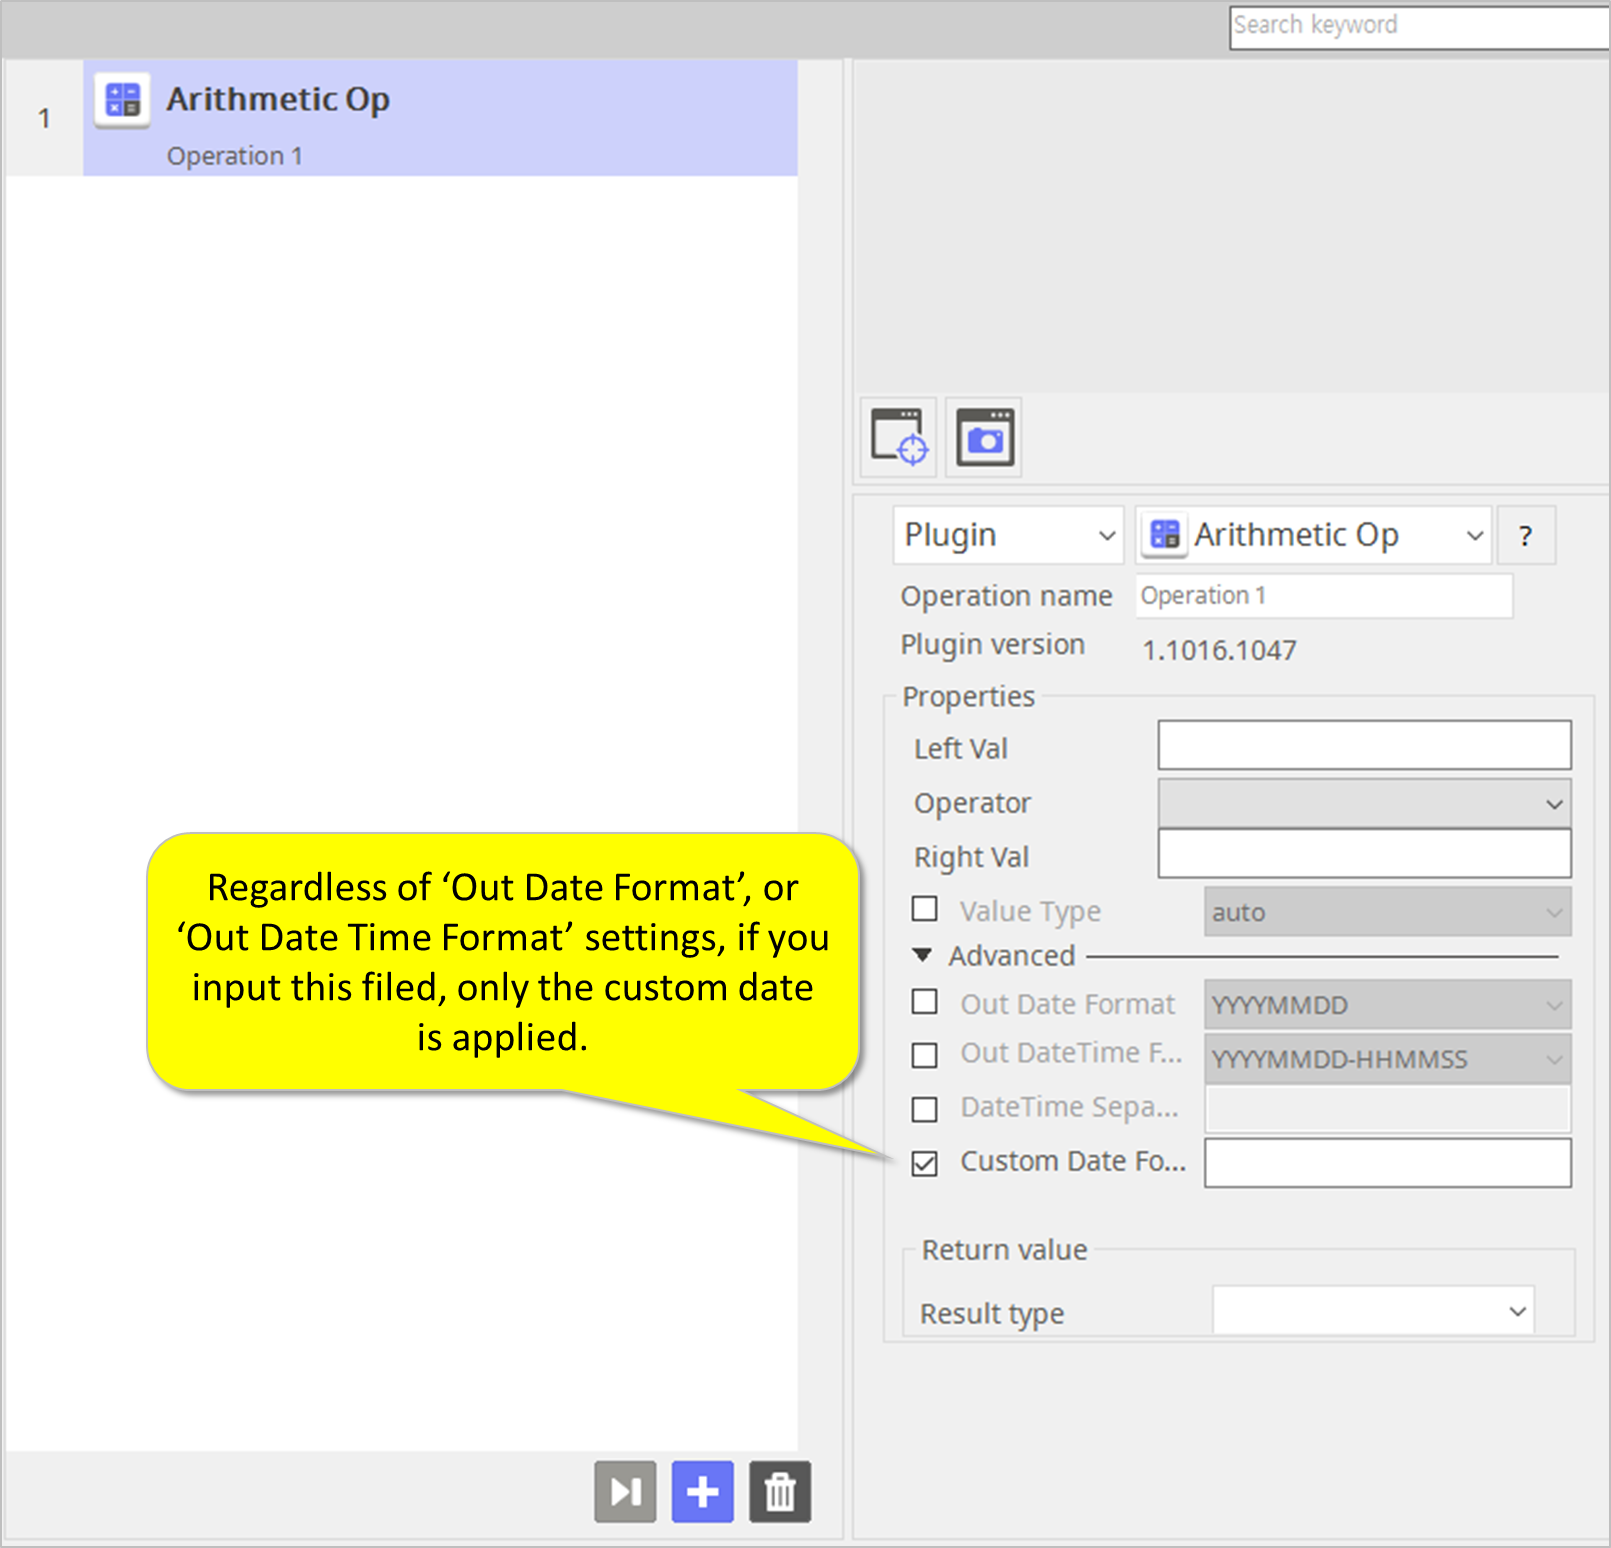 Search keyword
1
Arithmetic Op
Operation 1
Plugin
Arithmetic Op
?
Operation name
Operation 1
Plugin version
1.1016.1047
Properties
Left Val
Operator
Right Val
Value Type
auto
Advanced
Out Date Format
YYYYMMDD
Out DateTime F...
YYYYMMDD-HHMMSS
DateTime Sepa...
Custom Date Fo...
Return value
Result type
Regardless of ‘Out Date Format’, or
‘Out Date Time Format’ settings, if you
input this filed, only the custom date
is applied.